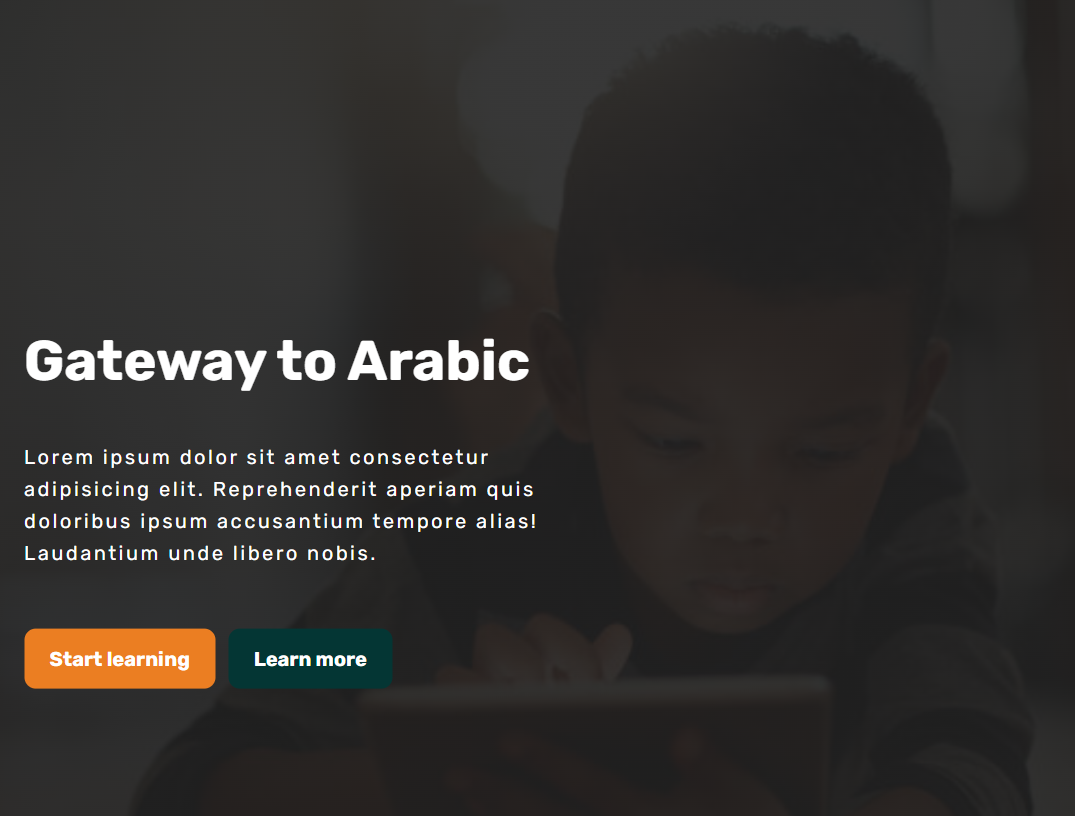 Gateway to Arabic
Lorem ipsum dolor sit amet consectetur
adipisicing elit. Reprehenderit aperiam quis
doloribus ipsum accusantium tempore alias!
Laudantium unde libero nobis.
Start learning Learn more